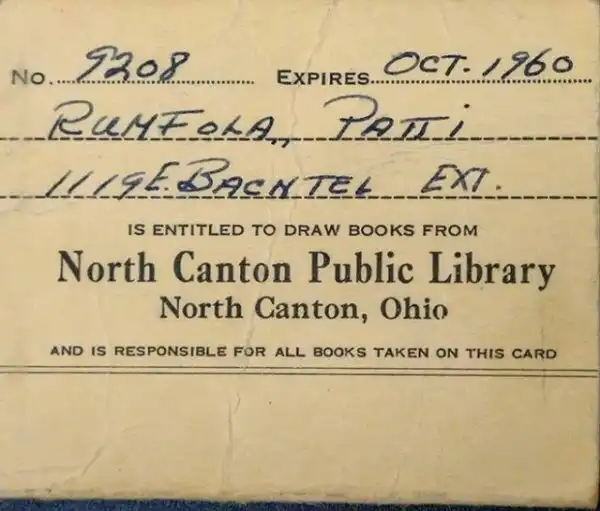 No. 9208 EXPIRES OCT. 1960
RUMFOLA, PATTI
1119 E. BACHTEL EXT.
IS ENTITLED TO DRAW BOOKS FROM
North Canton Public Library
North Canton, Ohio
AND IS RESPONSIBLE FOR ALL BOOKS TAKEN ON THIS CARD